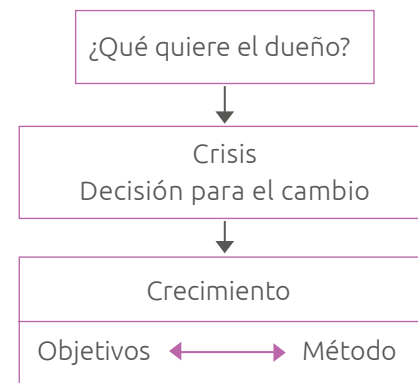 ¿Qué quiere el dueño?
Crisis
Decisión para el cambio
Crecimiento
Objetivos Método